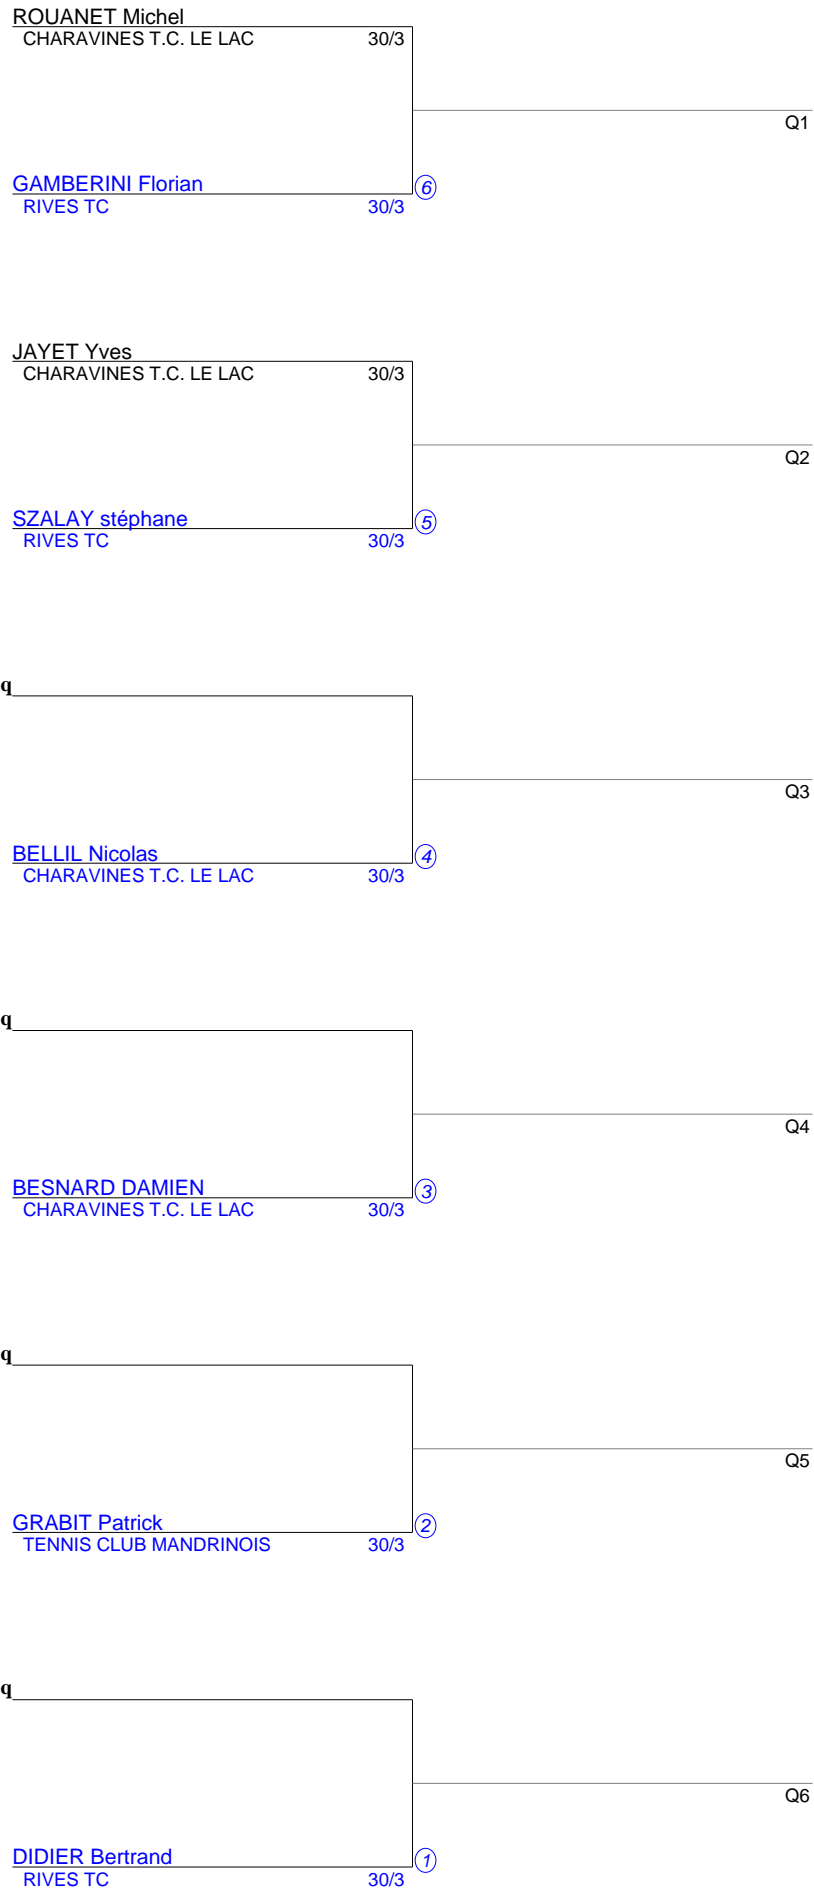 ROUANET Michel
CHARAVINES T.C. LE LAC 30/3
Q1
GAMBERINI Florian 6
RIVES TC 30/3
JAYET Yves
CHARAVINES T.C. LE LAC 30/3
Q2
SZALAY stéphane 5
RIVES TC 30/3
q
Q3
BELLIL Nicolas 4
CHARAVINES T.C. LE LAC 30/3
q
Q4
BESNARD DAMIEN 3
CHARAVINES T.C. LE LAC 30/3
q
Q5
GRABIT Patrick 2
TENNIS CLUB MANDRINOIS 30/3
q
Q6
DIDIER Bertrand 1
RIVES TC 30/3